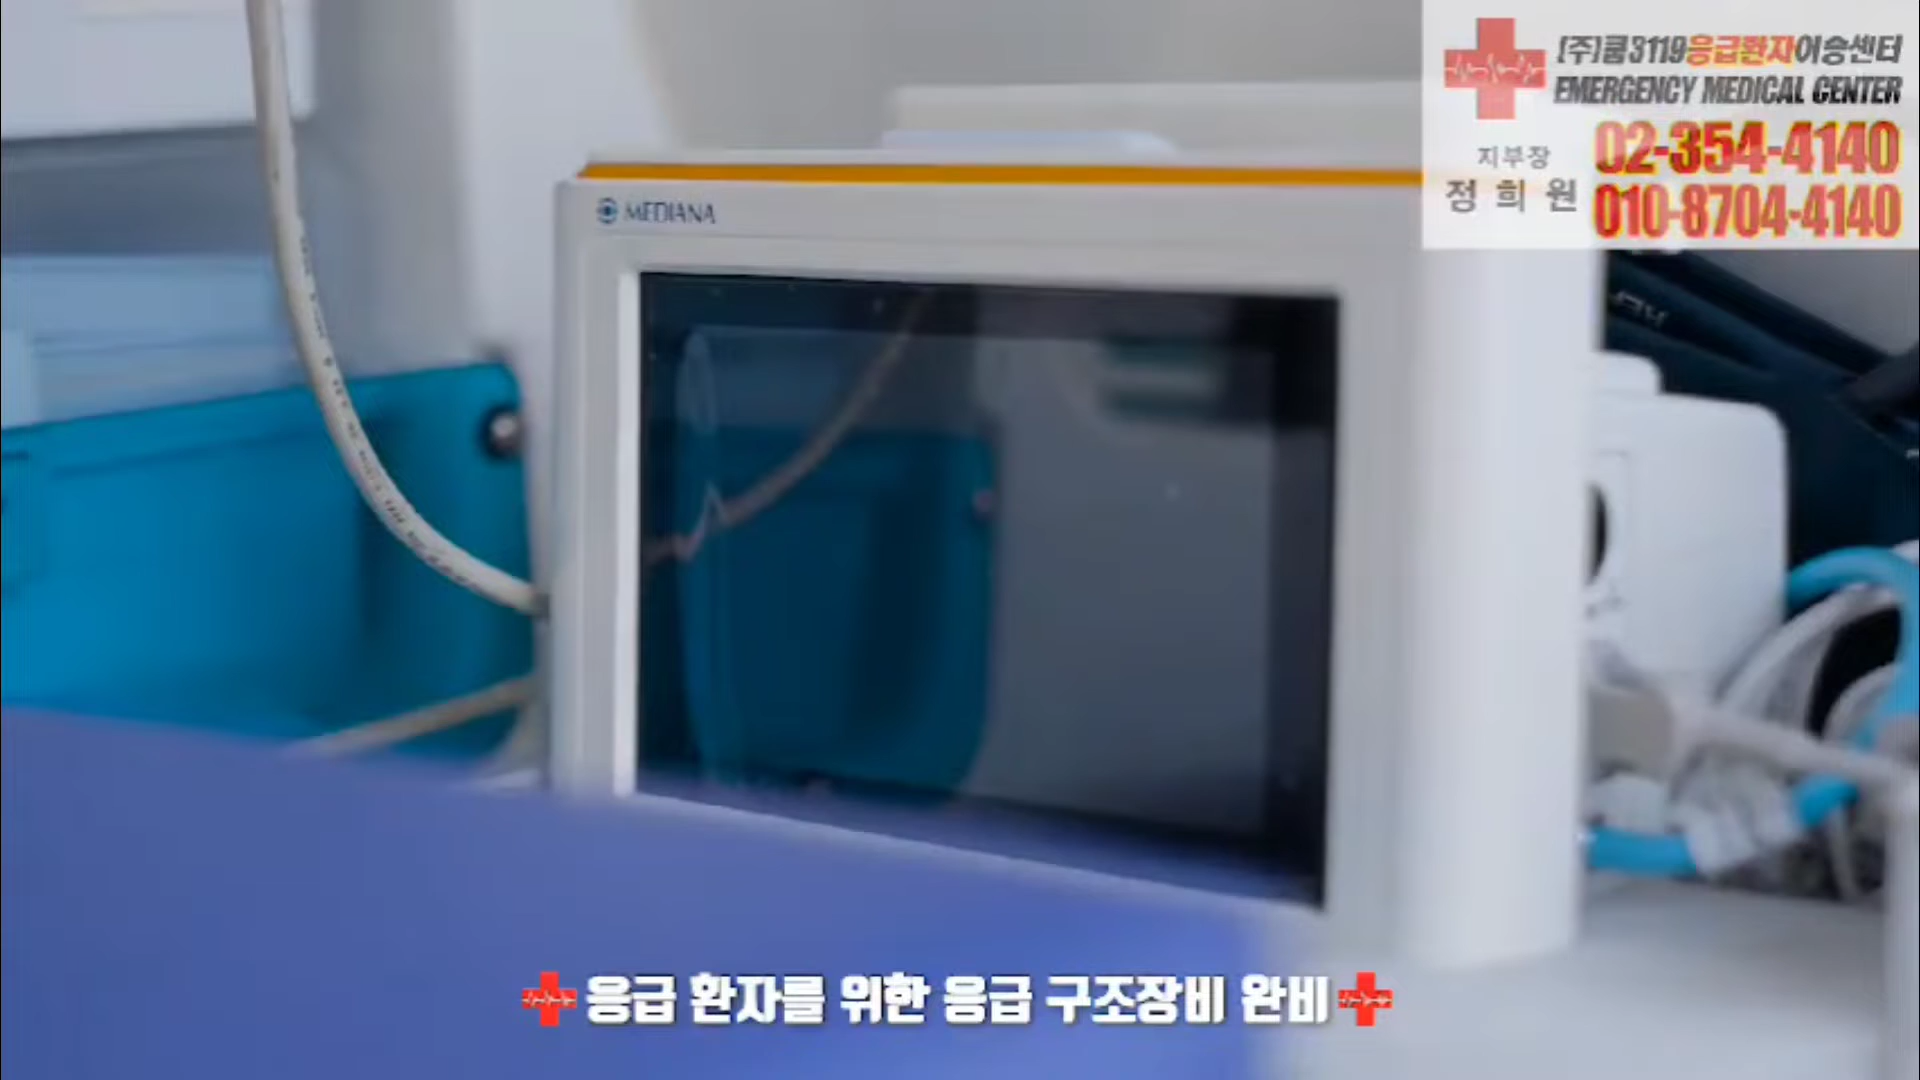 [주]쿰3119응급환자이송센터
EMERGENCY MEDICAL CENTER
지부장
정 희 원
02-354-4140
010-8704-4140
MEDIANA
응급 환자를 위한 응급 구조장비 완비